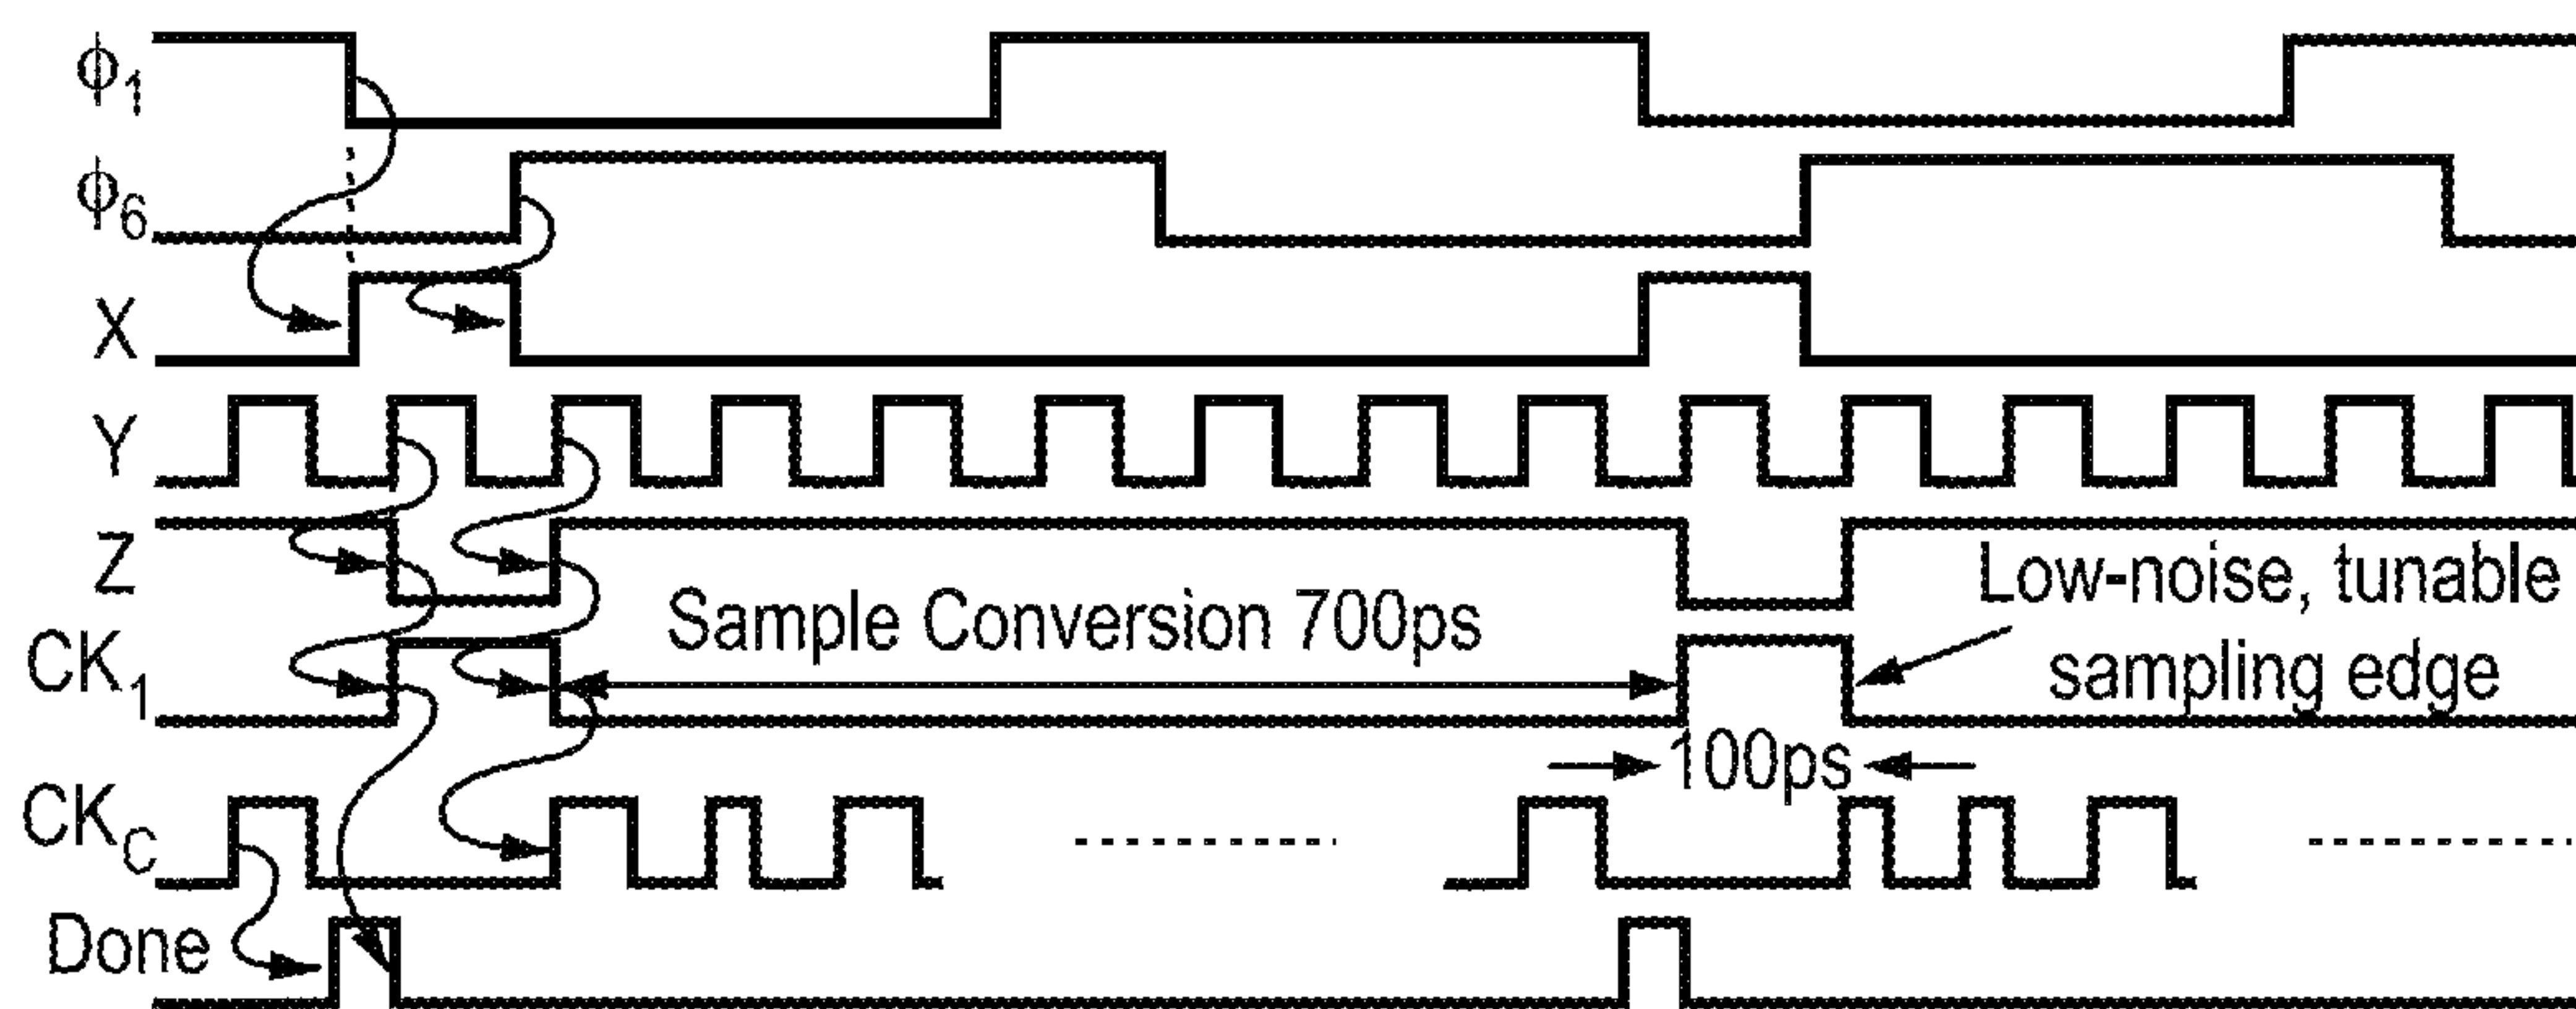 ϕ1
ϕ6
X
Y
Z
Sample Conversion 700ps
Low-noise, tunable
sampling edge
CK1
100ps
CKC
Done